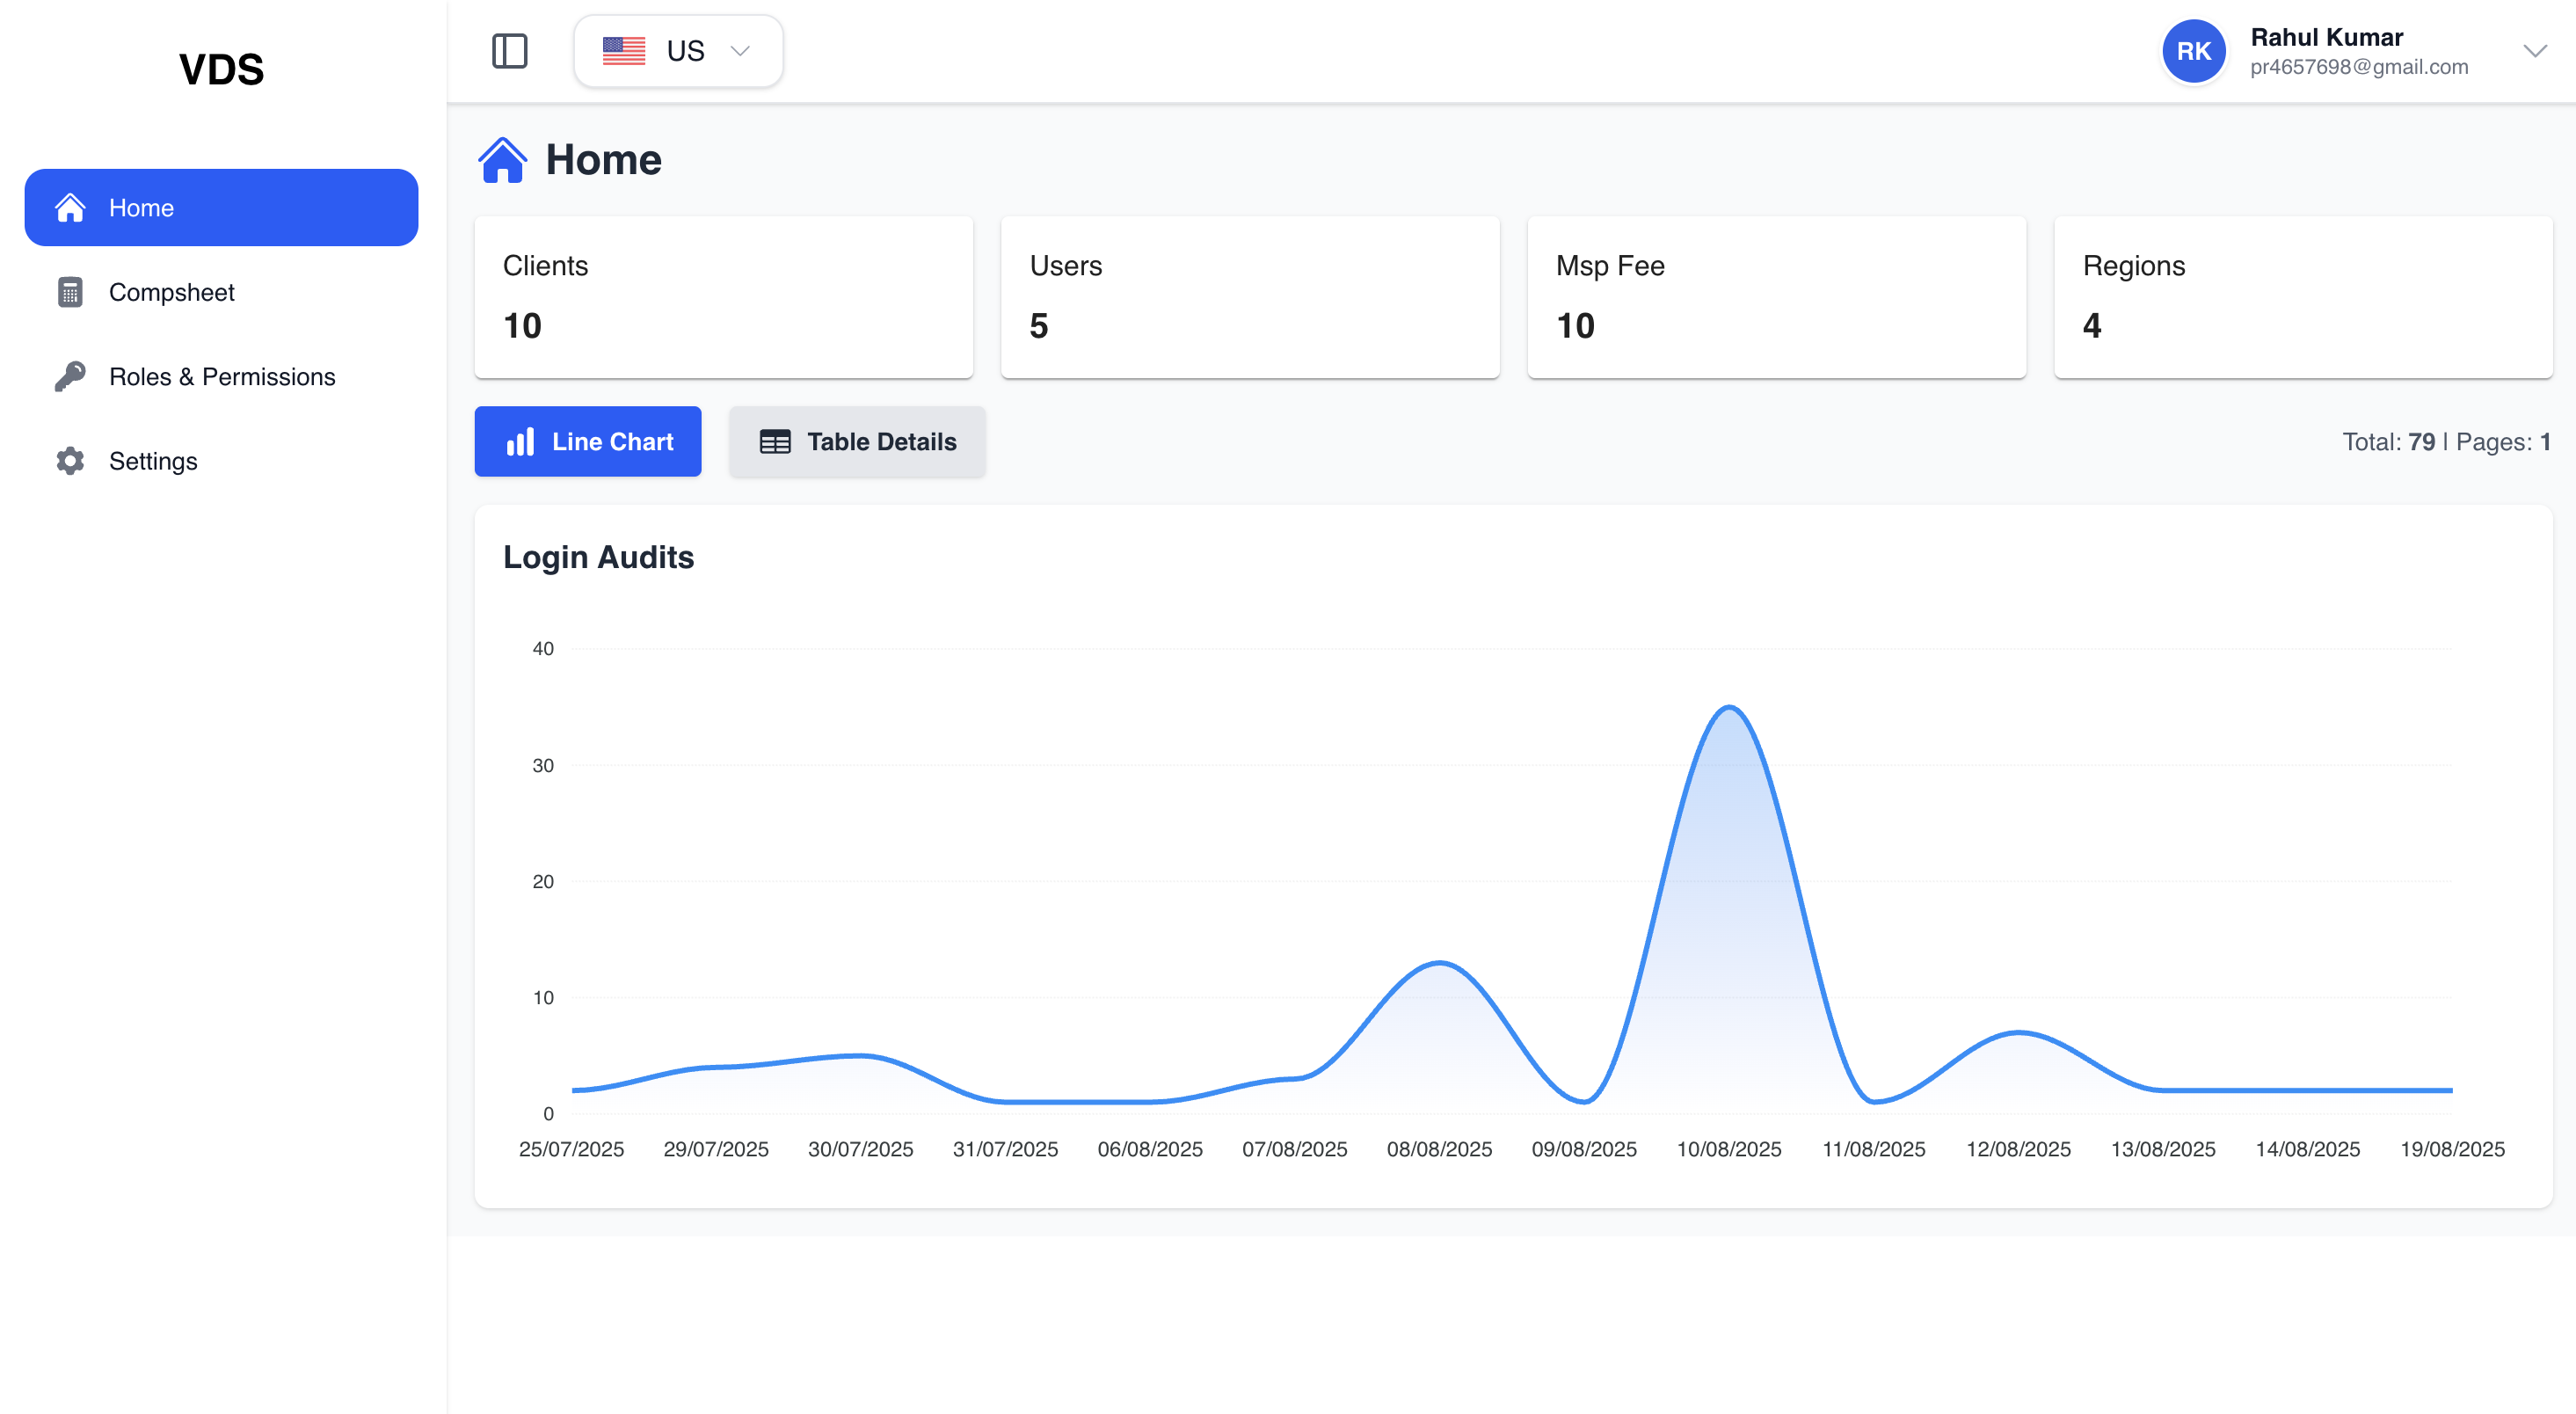 VDS
Home
Compsheet
Roles & Permissions
Settings
US
RK
Rahul Kumar
pr4657698@gmail.com
Home
Clients
10
Users
5
Msp Fee
10
Regions
4
Line Chart
Table Details
Total: 79 | Pages: 1
Login Audits
40
30
20
10
0
25/07/2025 29/07/2025 30/07/2025 31/07/2025 06/08/2025 07/08/2025 08/08/2025 09/08/2025 10/08/2025 11/08/2025 12/08/2025 13/08/2025 14/08/2025 19/08/2025